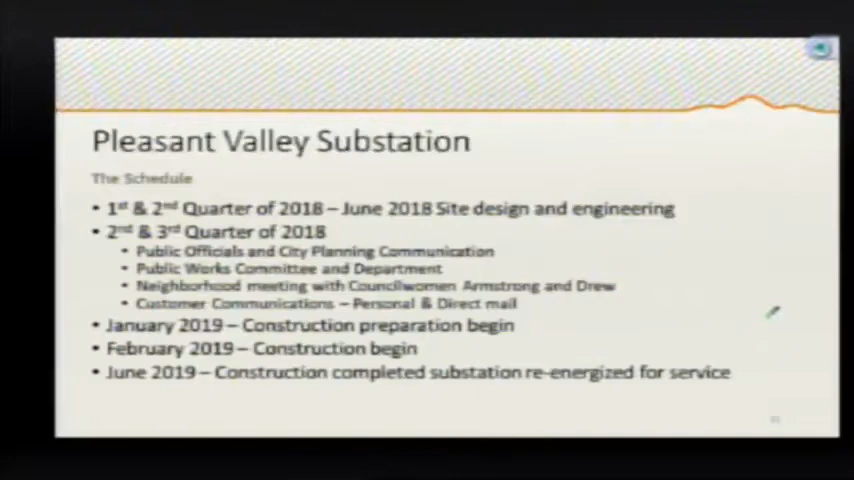 Pleasant Valley Substation
The Schedule
• 1st & 2nd Quarter of 2018 – June 2018 Site design and engineering
• 2nd & 3rd Quarter of 2018
• Public Officials and City Planning Communication
• Public Works Committee and Department
• Neighborhood meeting with Councilwomen Armstrong and Drew
• Customer Communications – Personal & Direct mail
• January 2019 – Construction preparation begin
• February 2019 – Construction begin
• June 2019 – Construction completed substation re-energized for service